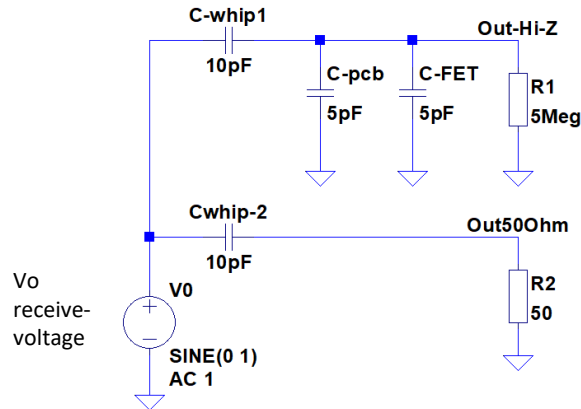 C-whip1
10pF
Out-Hi-Z
C-pcb
5pF
C-FET
5pF
R1
5Meg
Cwhip-2
10pF
Out50Ohm
R2
50
Vo
receive-
voltage
V0
+
−
SINE(0 1)
AC 1